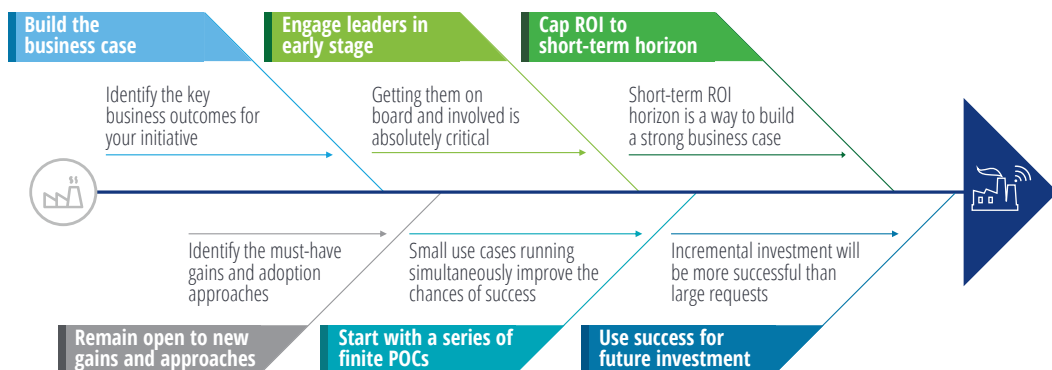 Build the
business case
Engage leaders in
early stage
Cap ROI to
short-term horizon
Identify the key
business outcomes for
your initiative
Getting them on
board and involved is
absolutely critical
Short-term ROI
horizon is a way to build
a strong business case
Identify the must-have
gains and adoption
approaches
Small use cases running
simultaneously improve the
chances of success
Incremental investment will
be more successful than
large requests
Remain open to new
gains and approaches
Start with a series of
finite POCs
Use success for
future investment